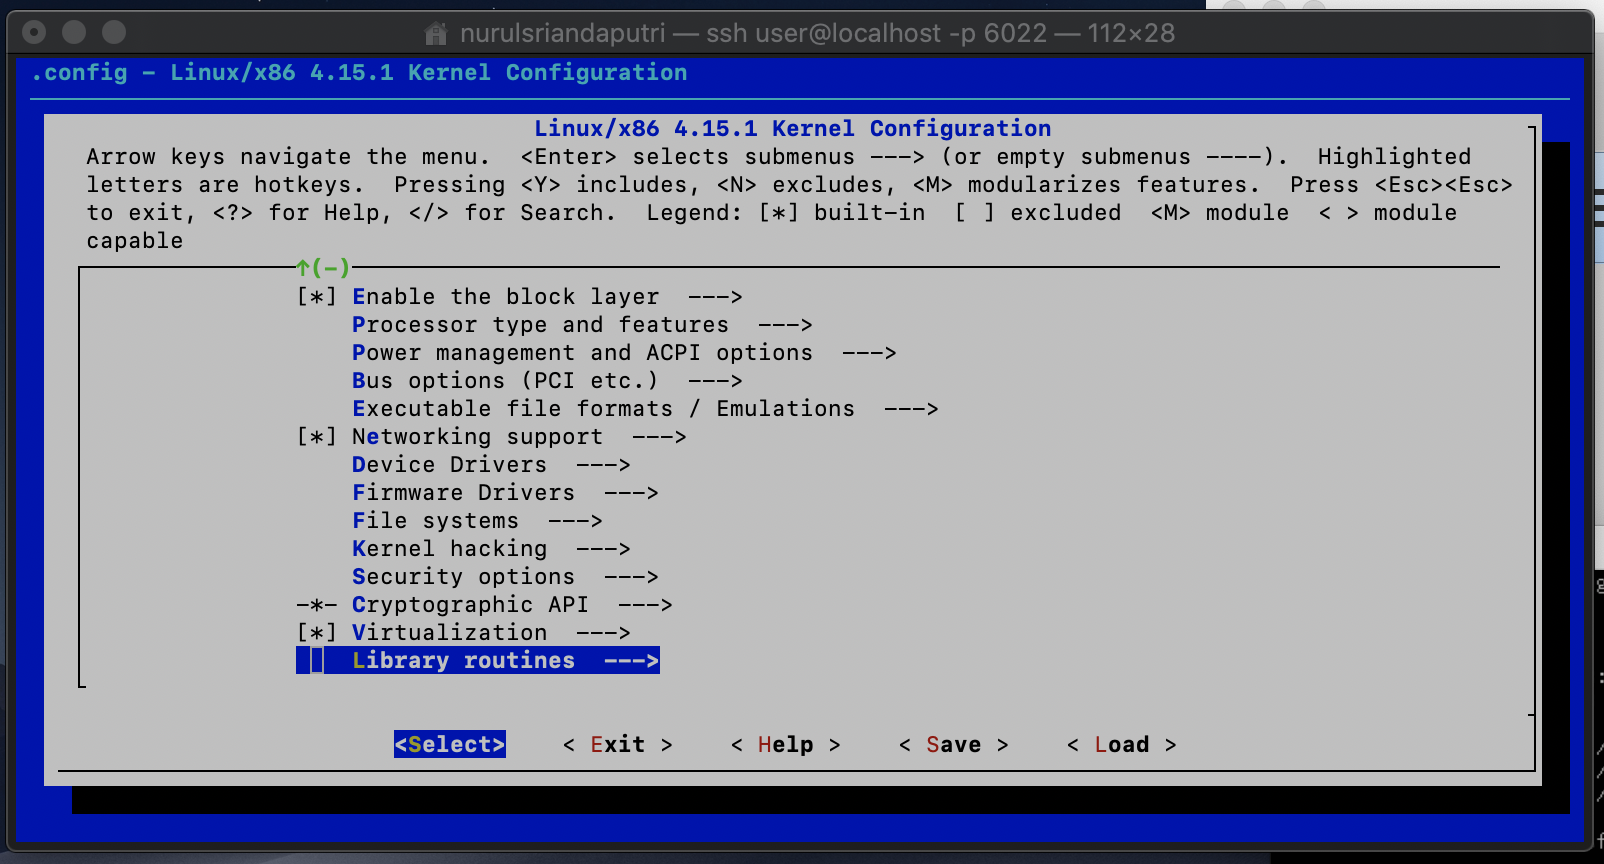 nurulsriandaputri — ssh user@localhost -p 6022 — 112×28
.config - Linux/x86 4.15.1 Kernel Configuration
Linux/x86 4.15.1 Kernel Configuration
Arrow keys navigate the menu.  <Enter> selects submenus ---> (or empty submenus ----).  Highlighted
letters are hotkeys.  Pressing <Y> includes, <N> excludes, <M> modularizes features.  Press <Esc><Esc>
to exit, <?> for Help, </> for Search.  Legend: [*] built-in  [ ] excluded  <M> module  < > module
capable
↑(-)
[*] Enable the block layer  --->
Processor type and features  --->
Power management and ACPI options  --->
Bus options (PCI etc.)  --->
Executable file formats / Emulations  --->
[*] Networking support  --->
Device Drivers  --->
Firmware Drivers  --->
File systems  --->
Kernel hacking  --->
Security options  --->
-*- Cryptographic API  --->
[*] Virtualization  --->
Library routines  --->
<Select>    < Exit >    < Help >    < Save >    < Load >